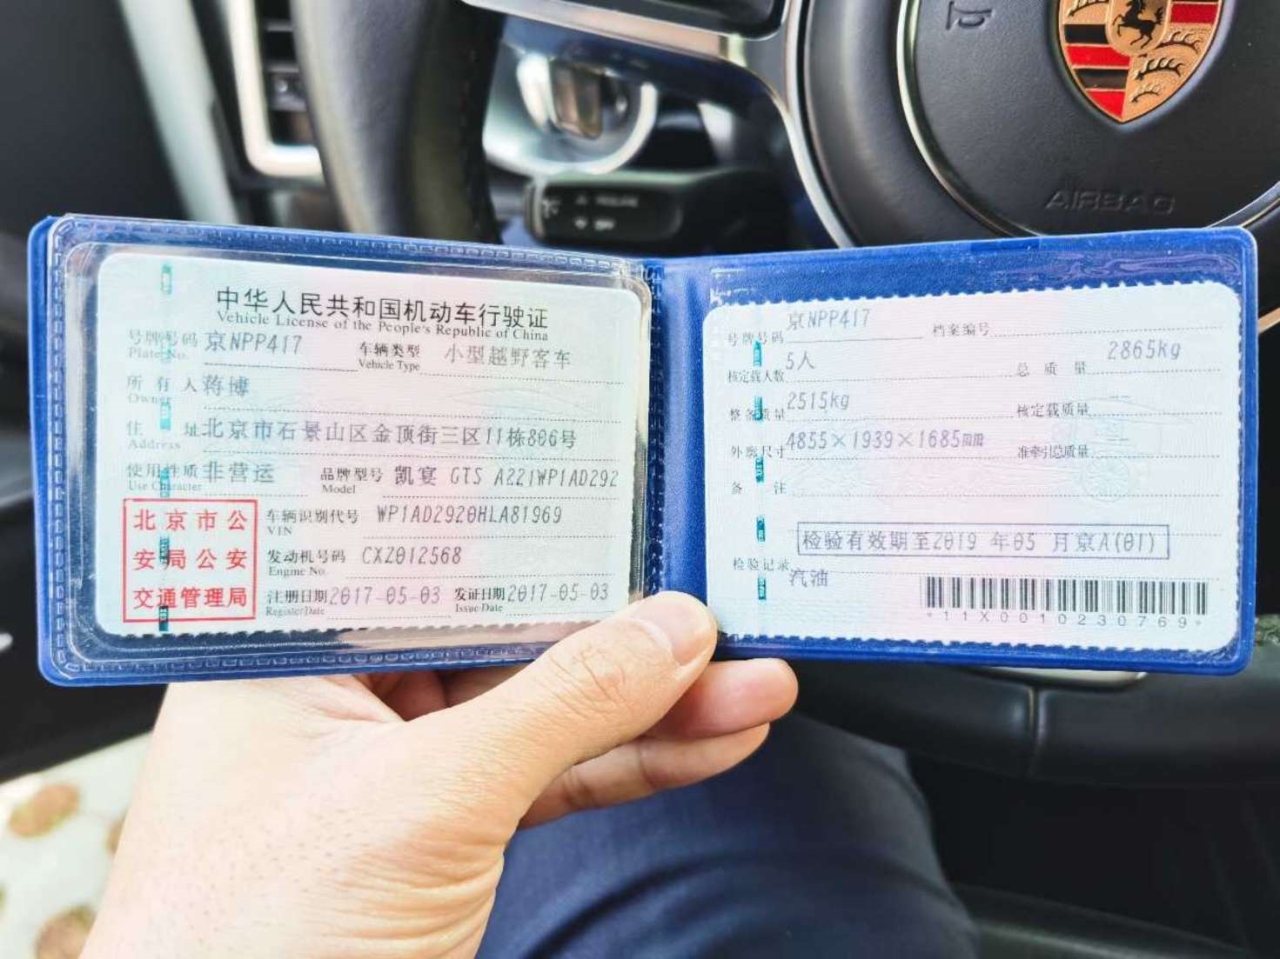 AIRBAG
中华人民共和国机动车行驶证
Vehicle License of the People's Republic of China
号牌号码 京NPP417 车辆类型 小型越野客车
Plate No. Vehicle Type
所有人 蒋博
Owner
住址 北京市石景山区金顶街三区11栋806号
Address
使用性质 非营运 品牌型号 凯宴 GTS A221WP1AD292
Use Character Model
北京市公
安局公安
交通管理局
车辆识别代号 WP1AD2920HLA81969
VIN
发动机号码 CXZ012568
Engine No.
注册日期 2017-05-03 发证日期 2017-05-03
Register Date Issue Date
号牌号码 京NPP417 档案编号
核定载人数 5人 总质量 2865kg
整备质量 2515kg 核定载质量
外廓尺寸 4855×1939×1685mm 准牵引总质量
备注
检验有效期至2019 年05 月京A(01)
检验记录 汽油
*11X0010230769*